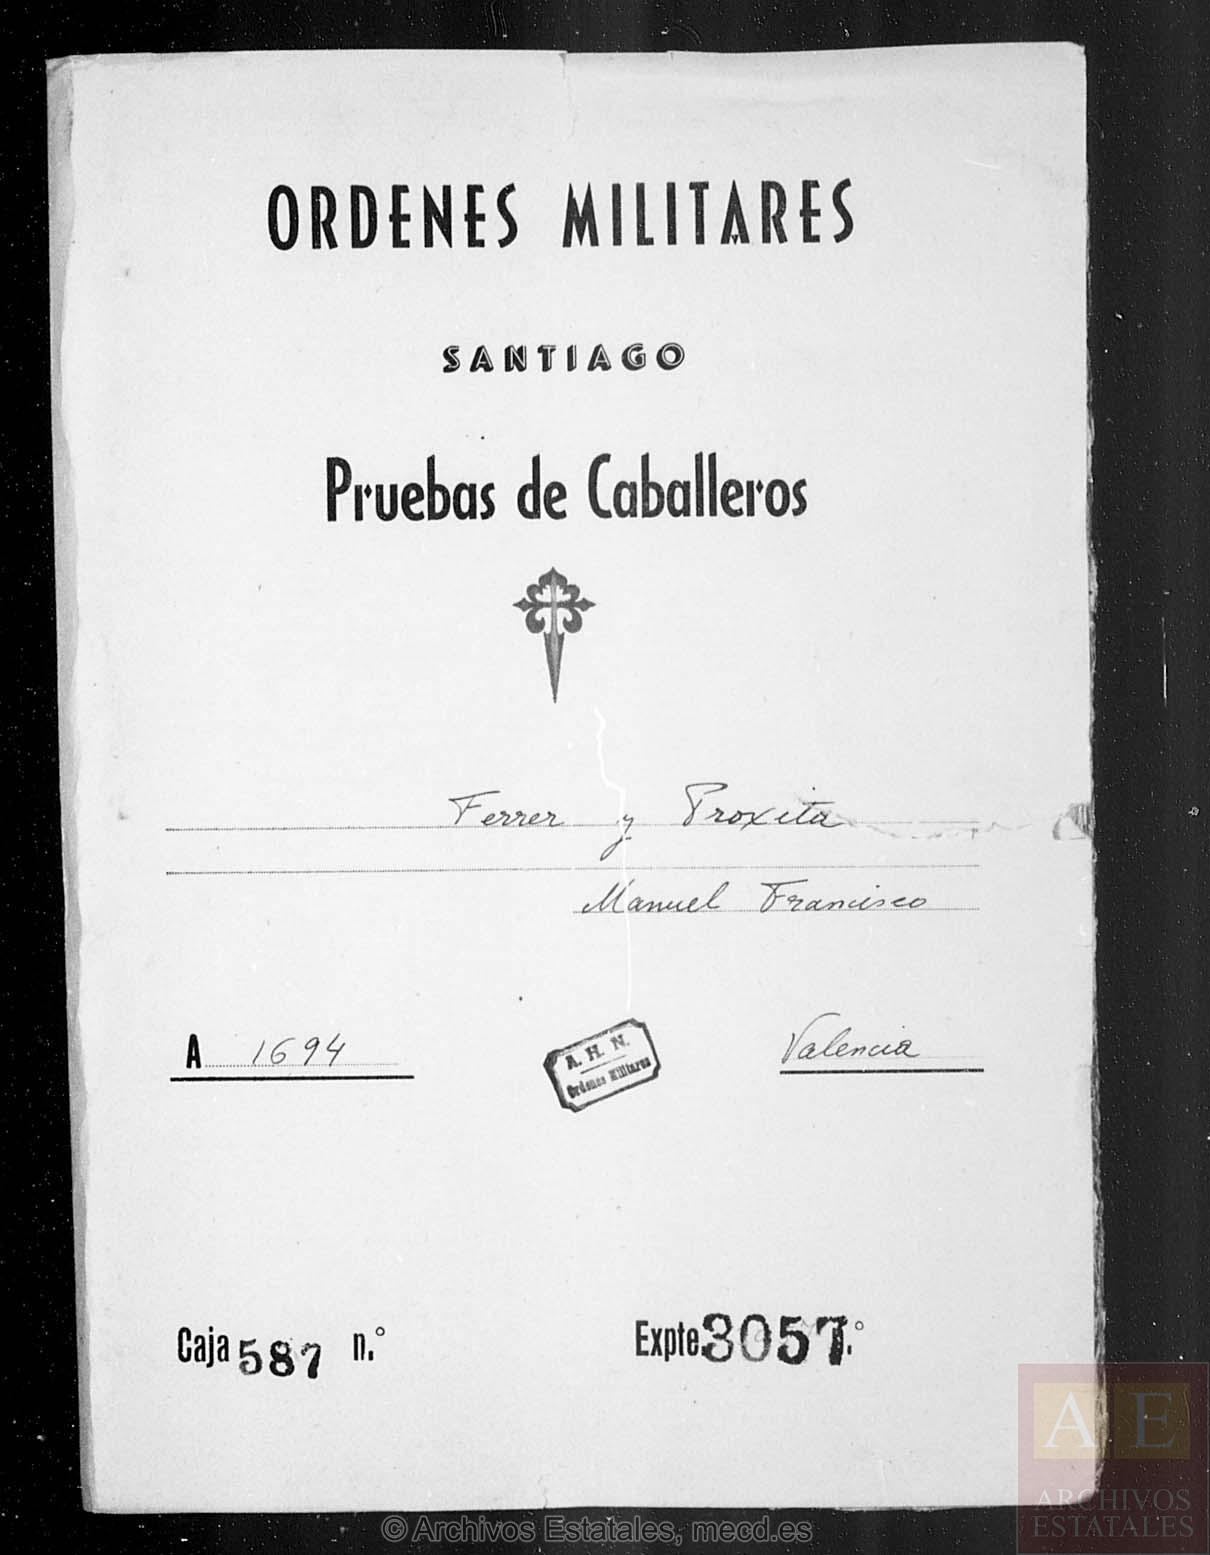 ORDENES MILITARES
SANTIAGO
Pruebas de Caballeros
Ferrer y Proxita
Manuel Francisco
A 1694
A. H. N.
Ordenes Militares
Valencia
Caja 587 n.°
Expte. 3057.°
AE
ARCHIVOS
ESTATALES
© Archivos Estatales, mecd.es